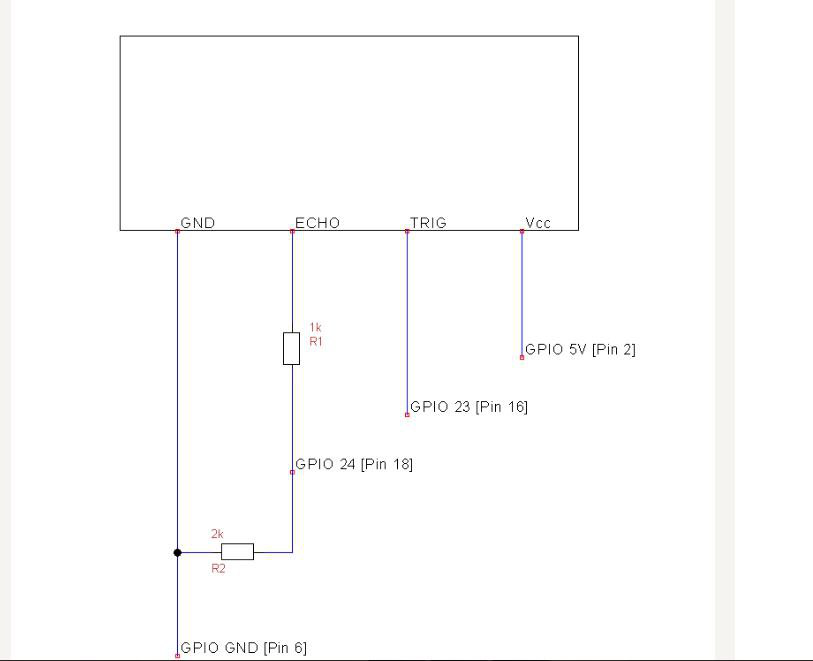 GND ECHO TRIG Vcc
1k
R1
GPIO 5V [Pin 2]
GPIO 23 [Pin 16]
GPIO 24 [Pin 18]
2k
R2
GPIO GND [Pin 6]